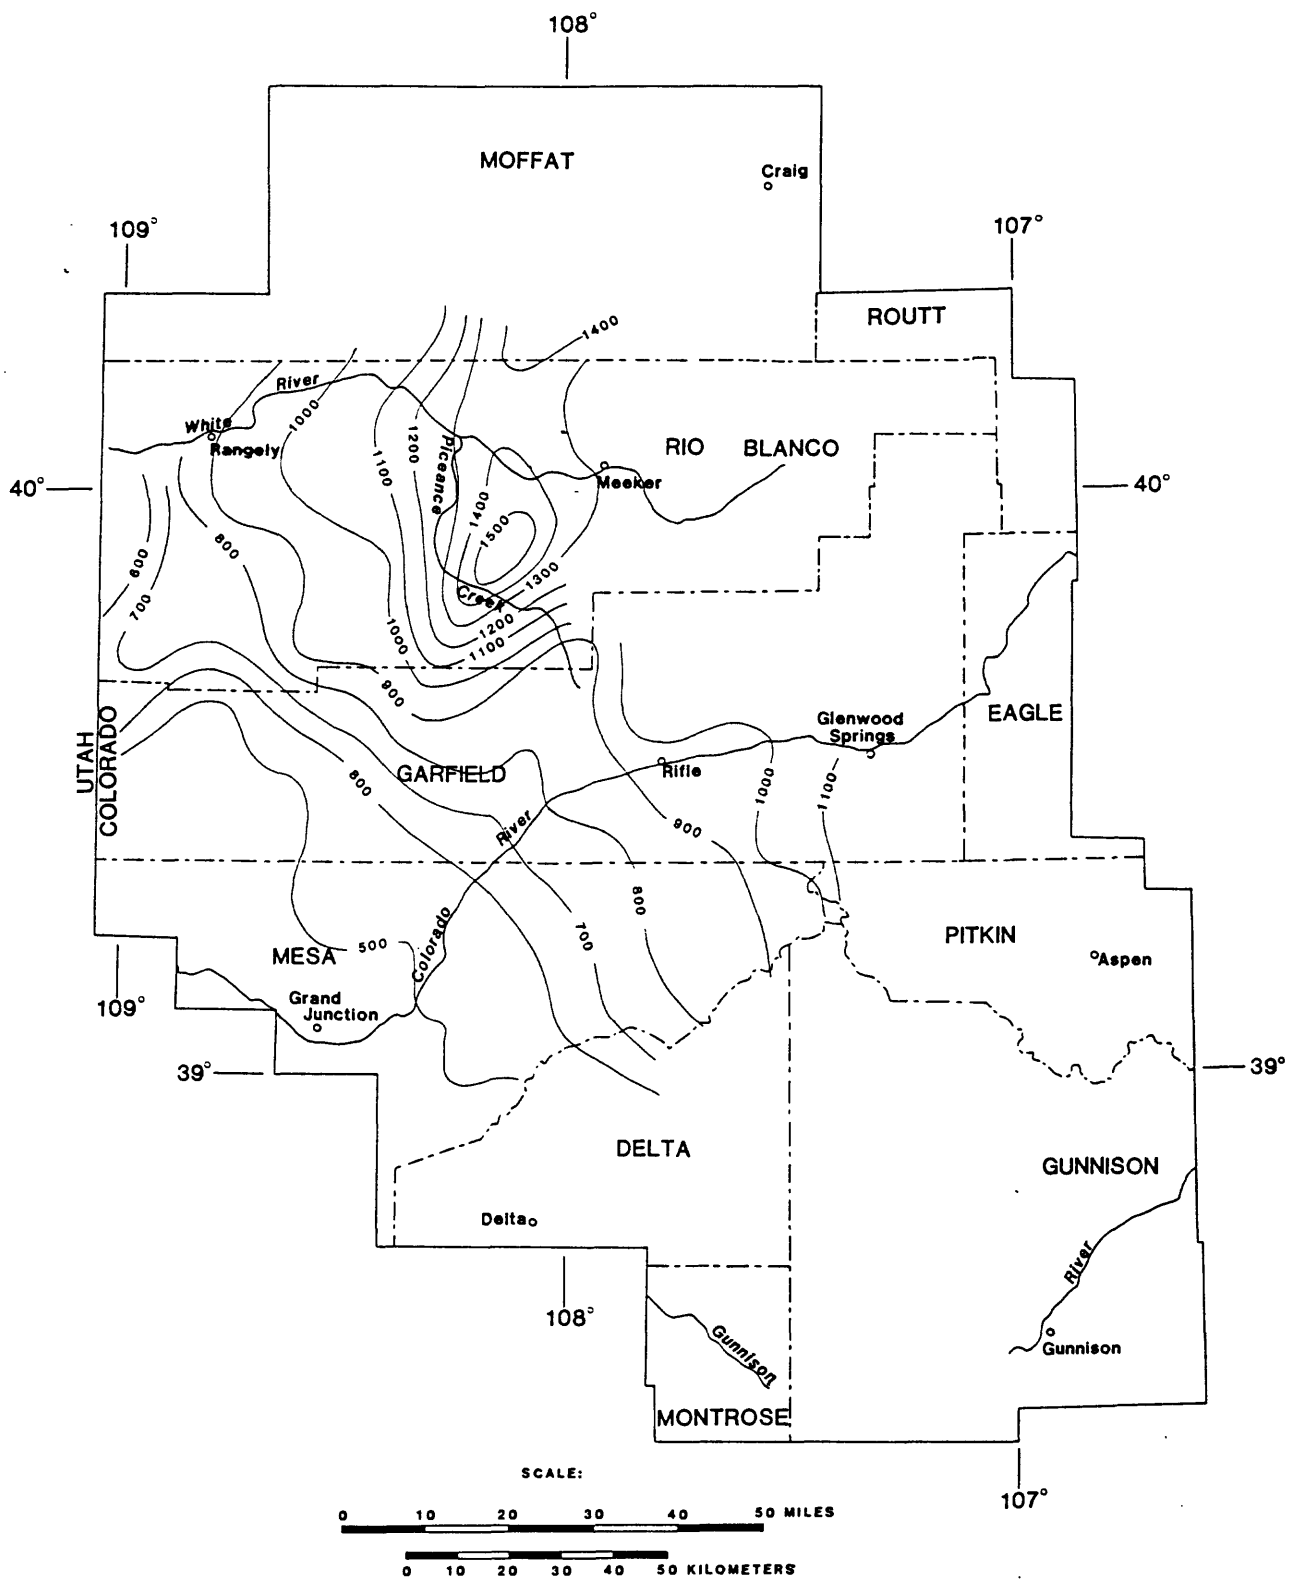 108°
MOFFAT
Craig
109°
107°
ROUTT
1400
River
1000
White
Rangely
1100
1200
Piceance
RIO BLANCO
Meeker
40°
40°
1400
1500
800
600
700
1300
Creek
1200
1100
1000
900
UTAH
COLORADO
EAGLE
Glenwood
Springs
GARFIELD
800
Rifle
1000
1100
River
900
800
700
500
Colorado
MESA
PITKIN
Aspen
109°
Grand
Junction
39°
39°
DELTA
GUNNISON
Delta
River
108°
Gunnison
Gunnison
MONTROSE
107°
SCALE:
0 10 20 30 40 50 MILES
0 10 20 30 40 50 KILOMETERS